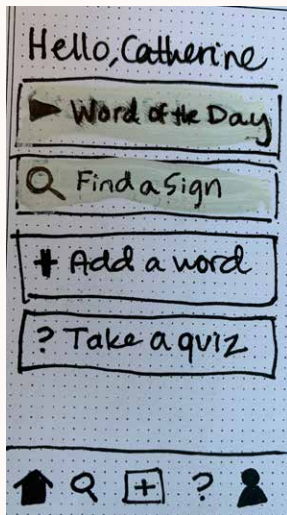 Hello, Catherine
Word of the Day
Find a Sign
+ Add a word
? Take a quiz
+ ?